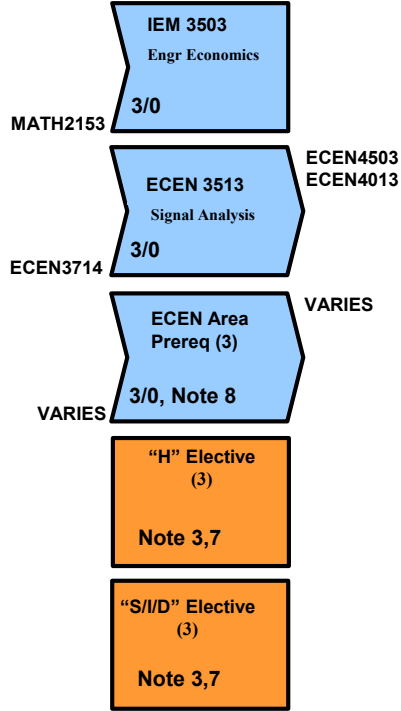 IEM 3503
Engr Economics
3/0
MATH2153
ECEN4503
ECEN4013
ECEN 3513
Signal Analysis
3/0
ECEN3714
VARIES
ECEN Area
Prereq (3)
3/0, Note 8
VARIES
“H” Elective
(3)
Note 3,7
“S/I/D” Elective
(3)
Note 3,7